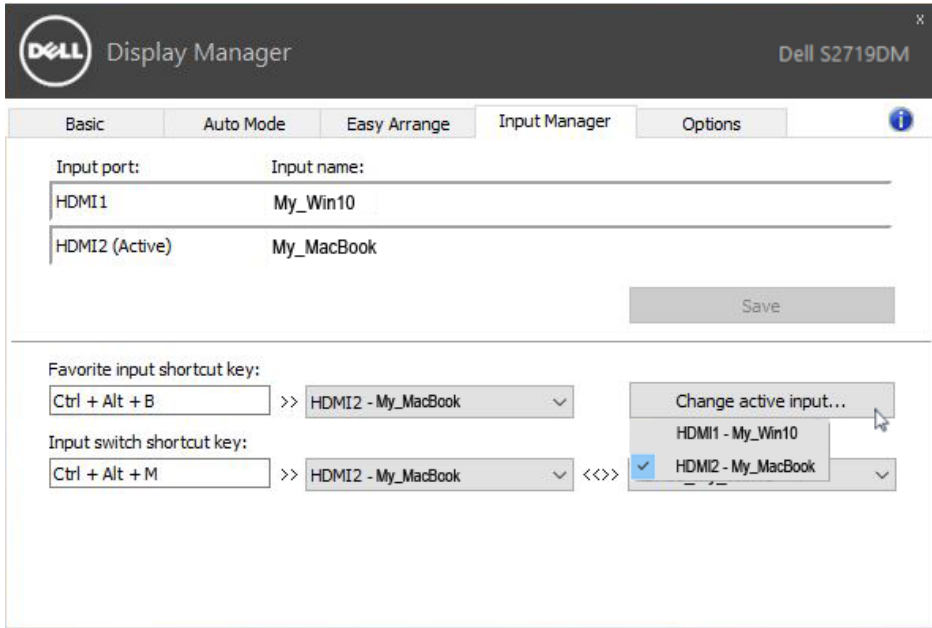 DELL Display Manager
x
Dell S2719DM
Basic Auto Mode Easy Arrange Input Manager Options i
Input port: Input name:
HDMI1 My_Win10
HDMI2 (Active) My_MacBook
Save
Favorite input shortcut key:
Ctrl + Alt + B >> HDMI2 - My_MacBook Change active input...
HDMI1 - My_Win10
Input switch shortcut key:
HDMI2 - My_MacBook
Ctrl + Alt + M >> HDMI2 - My_MacBook <<>>